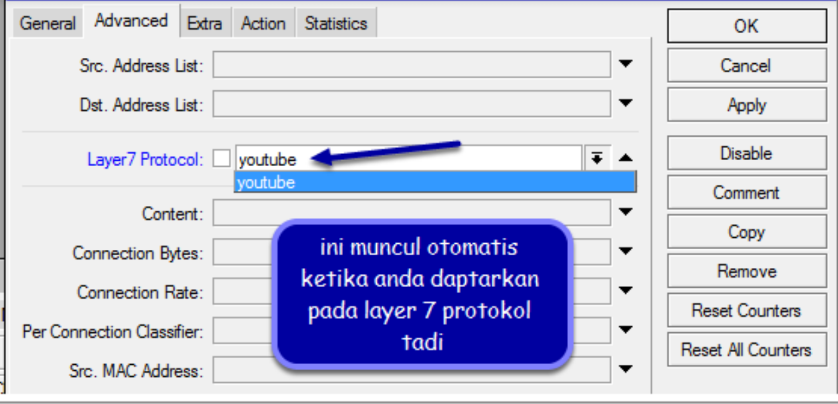 General Advanced Extra Action Statistics
OK
Src. Address List:
Cancel
Dst. Address List:
Apply
Layer7 Protocol: youtube
Disable
youtube
Comment
Content:
Copy
Connection Bytes:
Remove
Connection Rate:
Reset Counters
Per Connection Classifier:
Reset All Counters
Src. MAC Address:
ini muncul otomatis
ketika anda daptarkan
pada layer 7 protokol
tadi